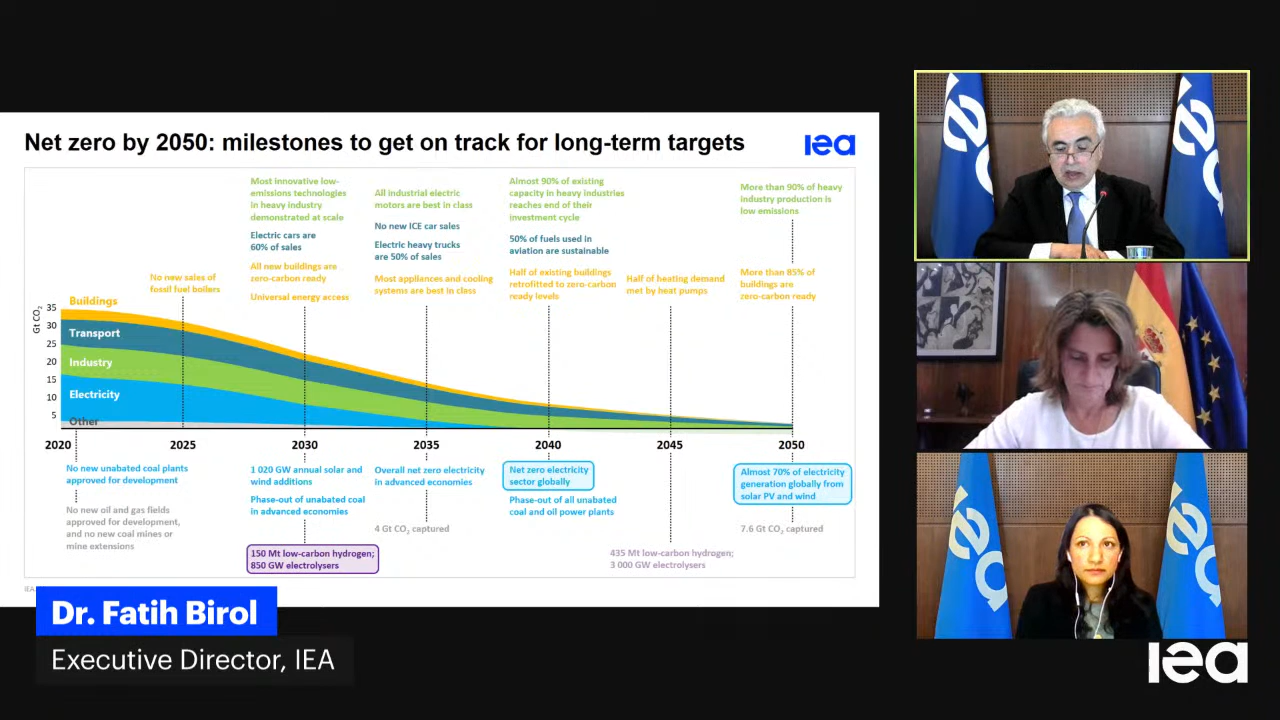 Net zero by 2050: milestones to get on track for long-term targets
iea
Most innovative low-
emissions technologies
in heavy industry
demonstrated at scale
Electric cars are
60% of sales
All new buildings are
zero-carbon ready
Universal energy access
All industrial electric
motors are best in class
No new ICE car sales
Electric heavy trucks
are 50% of sales
Most appliances and cooling
systems are best in class
Almost 90% of existing
capacity in heavy industries
reaches end of their
investment cycle
50% of fuels used in
aviation are sustainable
Half of existing buildings
retrofitted to zero-carbon
ready levels
Half of heating demand
met by heat pumps
More than 90% of heavy
industry production is
low emissions
More than 85% of
buildings are
zero-carbon ready
No new sales of
fossil fuel boilers
Gt CO₂
35
30
25
20
15
10
5
Buildings
Transport
Industry
Electricity
Other
2020 2025 2030 2035 2040 2045 2050
No new unabated coal plants
approved for development
No new oil and gas fields
approved for development,
and no new coal mines or
mine extensions
1 020 GW annual solar and
wind additions
Phase-out of unabated coal
in advanced economies
150 Mt low-carbon hydrogen;
850 GW electrolysers
Overall net zero electricity
in advanced economies
4 Gt CO₂ captured
Net zero electricity
sector globally
Phase-out of all unabated
coal and oil power plants
435 Mt low-carbon hydrogen;
3 000 GW electrolysers
Almost 70% of electricity
generation globally from
solar PV and wind
7.6 Gt CO₂ captured
IEA
Dr. Fatih Birol
Executive Director, IEA
iea
iea
iea
iea
iea